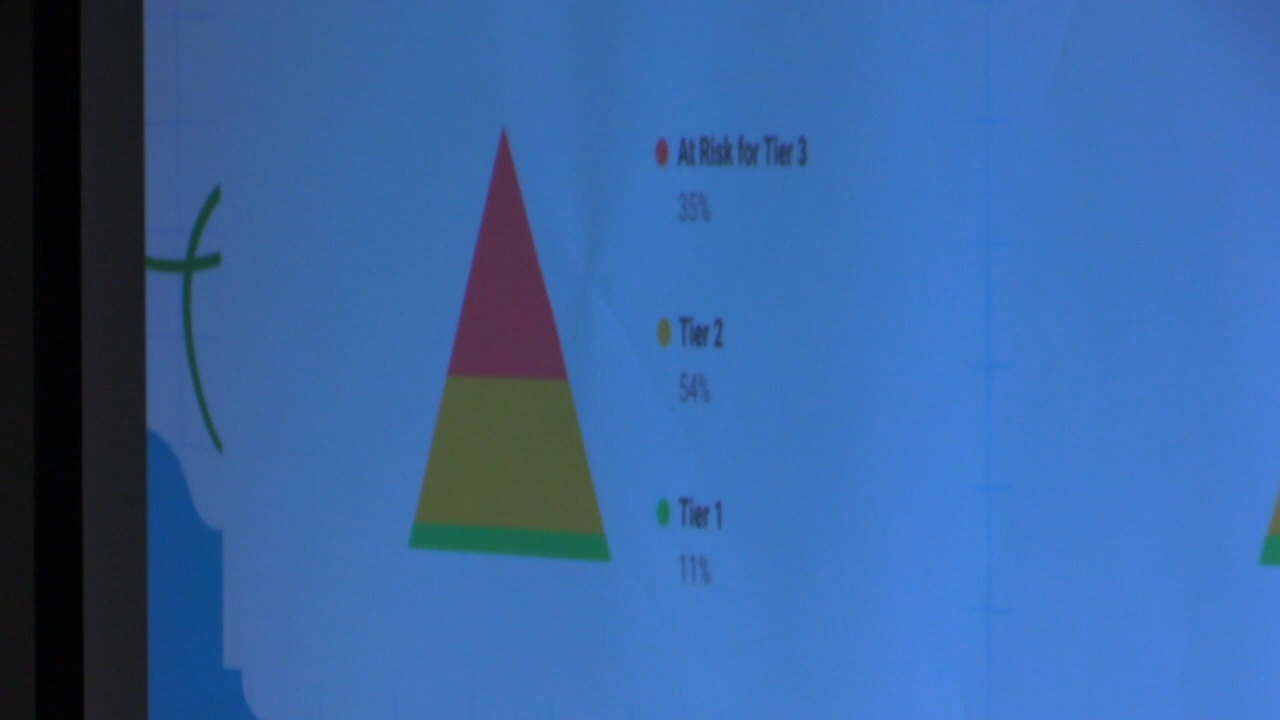 At Risk for Tier 3
35%
Tier 2
54%
Tier 1
11%